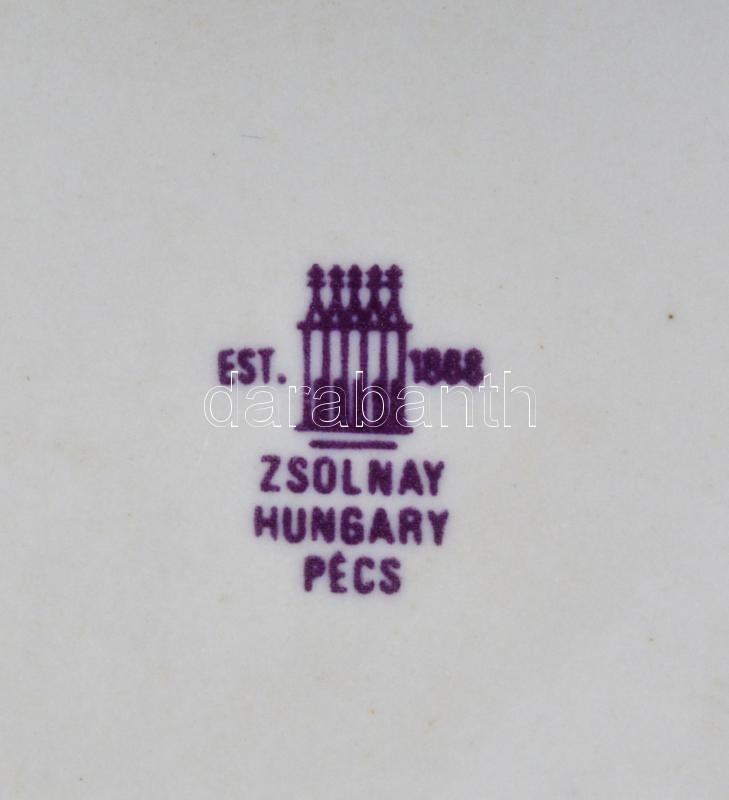 EST. 1868
darabanth
ZSOLNAY
HUNGARY
PÉCS